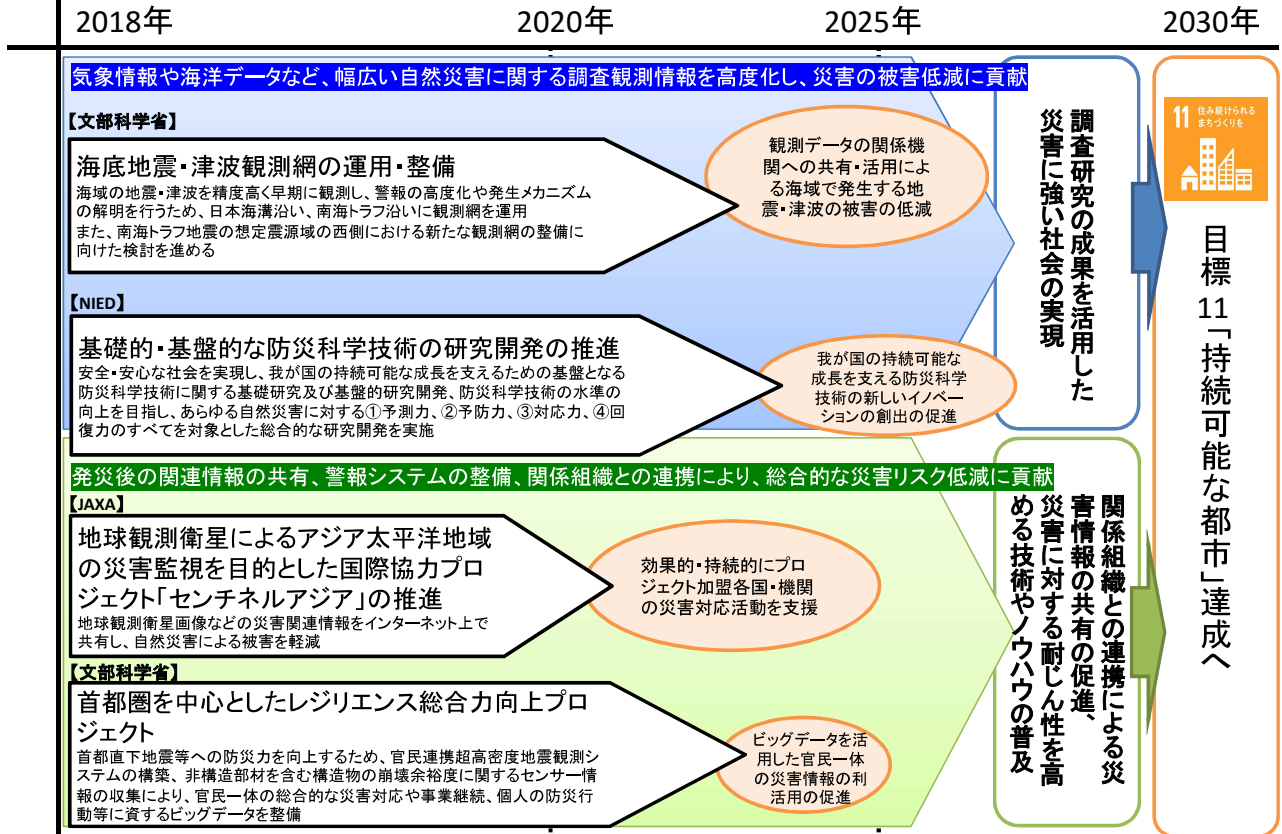 2018年
2020年
2025年
2030年
気象情報や海洋データなど、幅広い自然災害に関する調査観測情報を高度化し、災害の被害低減に貢献
【文部科学省】
海底地震・津波観測網の運用・整備
海域の地震・津波を精度高く早期に観測し、警報の高度化や発生メカニズム
の解明を行うため、日本海溝沿い、南海トラフ沿いに観測網を運用
また、南海トラフ地震の想定震源域の西側における新たな観測網の整備に
向けた検討を進める
観測データの関係機
関への共有・活用によ
る海域で発生する地
震・津波の被害の低減
【NIED】
基礎的・基盤的な防災科学技術の研究開発の推進
安全・安心な社会を実現し、我が国の持続可能な成長を支えるための基盤となる
防災科学技術に関する基礎研究及び基盤的研究開発、防災科学技術の水準の
向上を目指し、あらゆる自然災害に対する①予測力、②予防力、③対応力、④回
復力のすべてを対象とした総合的な研究開発を実施
我が国の持続可能な
成長を支える防災科学
技術の新しいイノベー
ションの創出の促進
調査研究の成果を活用した
災害に強い社会の実現
発災後の関連情報の共有、警報システムの整備、関係組織との連携により、総合的な災害リスク低減に貢献
【JAXA】
地球観測衛星によるアジア太平洋地域
の災害監視を目的とした国際協力プロ
ジェクト「センチネルアジア」の推進
地球観測衛星画像などの災害関連情報をインターネット上で
共有し、自然災害による被害を軽減
効果的・持続的にプロ
ジェクト加盟各国・機関
の災害対応活動を支援
【文部科学省】
首都圏を中心としたレジリエンス総合力向上プロ
ジェクト
首都直下地震等への防災力を向上するため、官民連携超高密度地震観測シ
ステムの構築、非構造部材を含む構造物の崩壊余裕度に関するセンサー情
報の収集により、官民一体の総合的な災害対応や事業継続、個人の防災行
動等に資するビッグデータを整備
ビッグデータを活
用した官民一体
の災害情報の利
活用の促進
関係組織との連携による災
害情報の共有の促進、
災害に対する耐じん性を高
める技術やノウハウの普及
11 住み続けられる
まちづくりを
目標11「持続可能な都市」達成へ